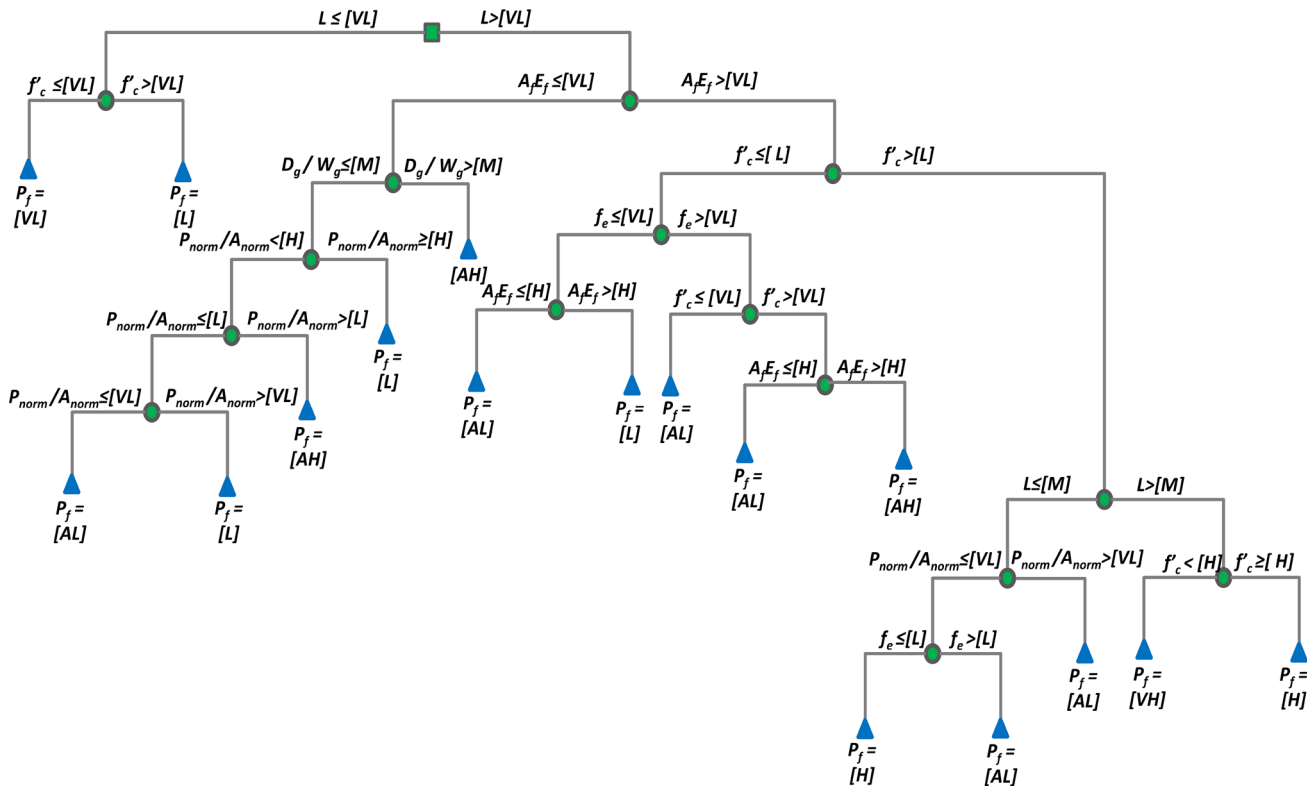 L ≤ [VL] L>[VL]
f'c ≤[VL] f'c >[VL] AfEf ≤[VL] AfEf >[VL]
f'c ≤[ L] f'c >[L]
Dg / Wg ≤[M] Dg / Wg >[M]
Pf =
[VL]
Pf =
[L]
fe ≤[VL] fe >[VL]
Pnorm /Anorm <[H] Pnorm /Anorm ≥[H]
[AH]
AfEf ≤[H] AfEf >[H] f'c ≤ [VL] f'c >[VL]
Pnorm /Anorm ≤[L] Pnorm /Anorm >[L]
Pf =
[L]
AfEf ≤[H] AfEf >[H]
Pnorm /Anorm ≤[VL] Pnorm /Anorm >[VL]
Pf =
[AL]
Pf =
[L]
Pf =
[AL]
Pf =
[AH]
Pf =
[AL]
Pf =
[AH]
L≤[M] L>[M]
Pf =
[AL]
Pf =
[L]
Pnorm /Anorm ≤[VL] Pnorm /Anorm >[VL] f'c < [H] f'c ≥[ H]
fe ≤[L] fe >[L]
Pf =
[AL]
Pf =
[VH]
Pf =
[H]
Pf =
[H]
Pf =
[AL]